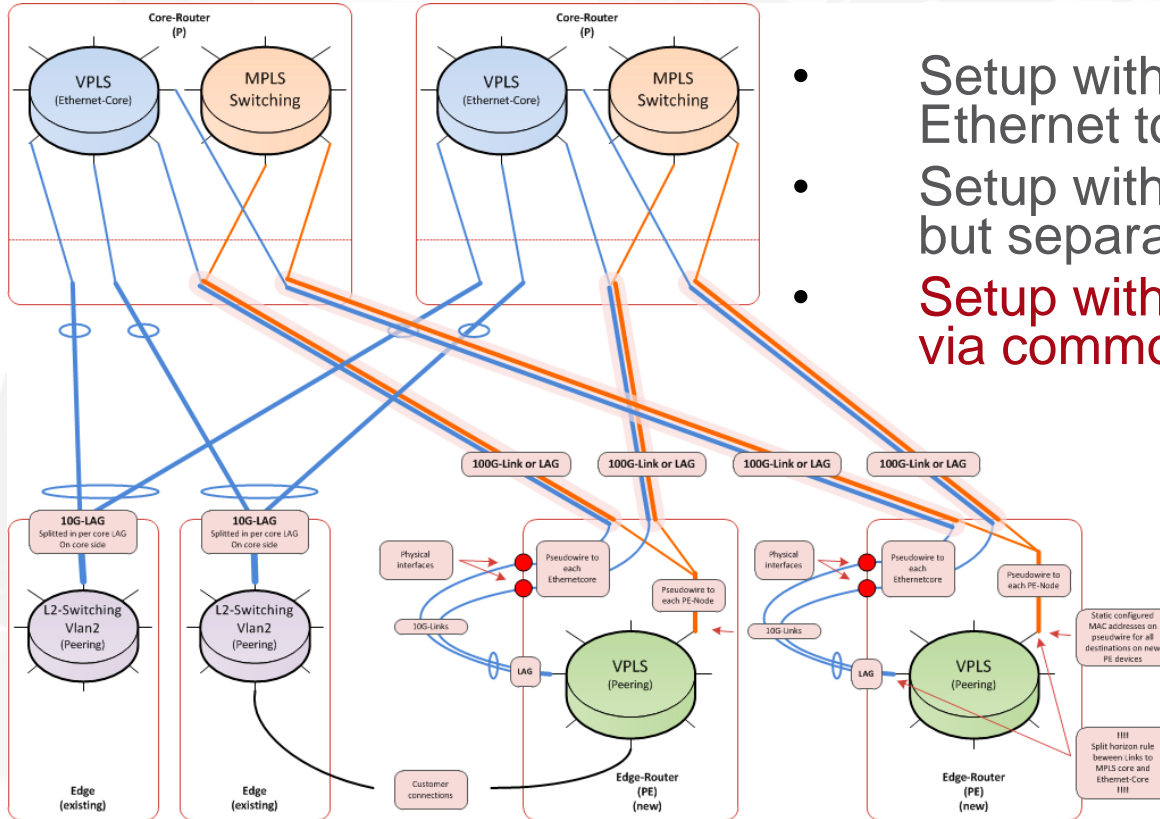 Core-Router
(P)
VPLS
(Ethernet-Core)
MPLS
Switching
Core-Router
(P)
VPLS
(Ethernet-Core)
MPLS
Switching
• Setup with
Ethernet to
• Setup with
but separa
• Setup with
via commo
100G-Link or LAG
100G-Link or LAG
100G-Link or LAG
100G-Link or LAG
10G-LAG
Splitted in per core LAG
On core side
10G-LAG
Splitted in per core LAG
On core side
Physical
interfaces
Pseudowire to
each
Ethernetcore
Pseudowire to
each PE-Node
Physical
interfaces
Pseudowire to
each
Ethernetcore
Pseudowire to
each PE-Node
L2-Switching
Vlan2
(Peering)
L2-Switching
Vlan2
(Peering)
10G-Links
LAG
VPLS
(Peering)
10G-Links
LAG
VPLS
(Peering)
Static configured
MAC addresses on
pseudwire for all
destinations on new
PE devices
!!!!
Split horizon rule
beween Links to
MPLS core and
Ethernet-Core
!!!!
Edge
(existing)
Edge
(existing)
Customer
connections
Edge-Router
(PE)
(new)
Edge-Router
(PE)
(new)